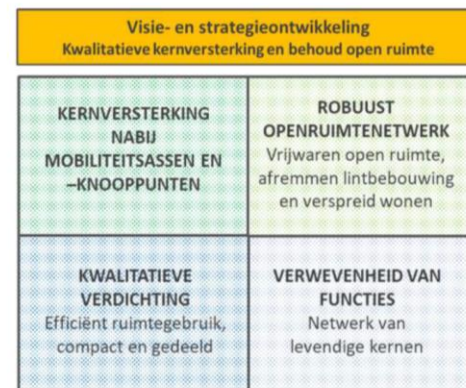 Visie- en strategieontwikkeling
Kwalitatieve kernversterking en behoud open ruimte
KERNVERSTERKING
NABIJ
MOBILITEITSASSEN EN
–KNOOPPUNTEN
ROBUUST
OPENRUIMTENETWERK
Vrijwaren open ruimte,
afremmen lintbebouwing
en verspreid wonen
KWALITATIEVE
VERDICHTING
Efficiënt ruimtegebruik,
compact en gedeeld
VERWEVENHEID VAN
FUNCTIES
Netwerk van
levendige kernen